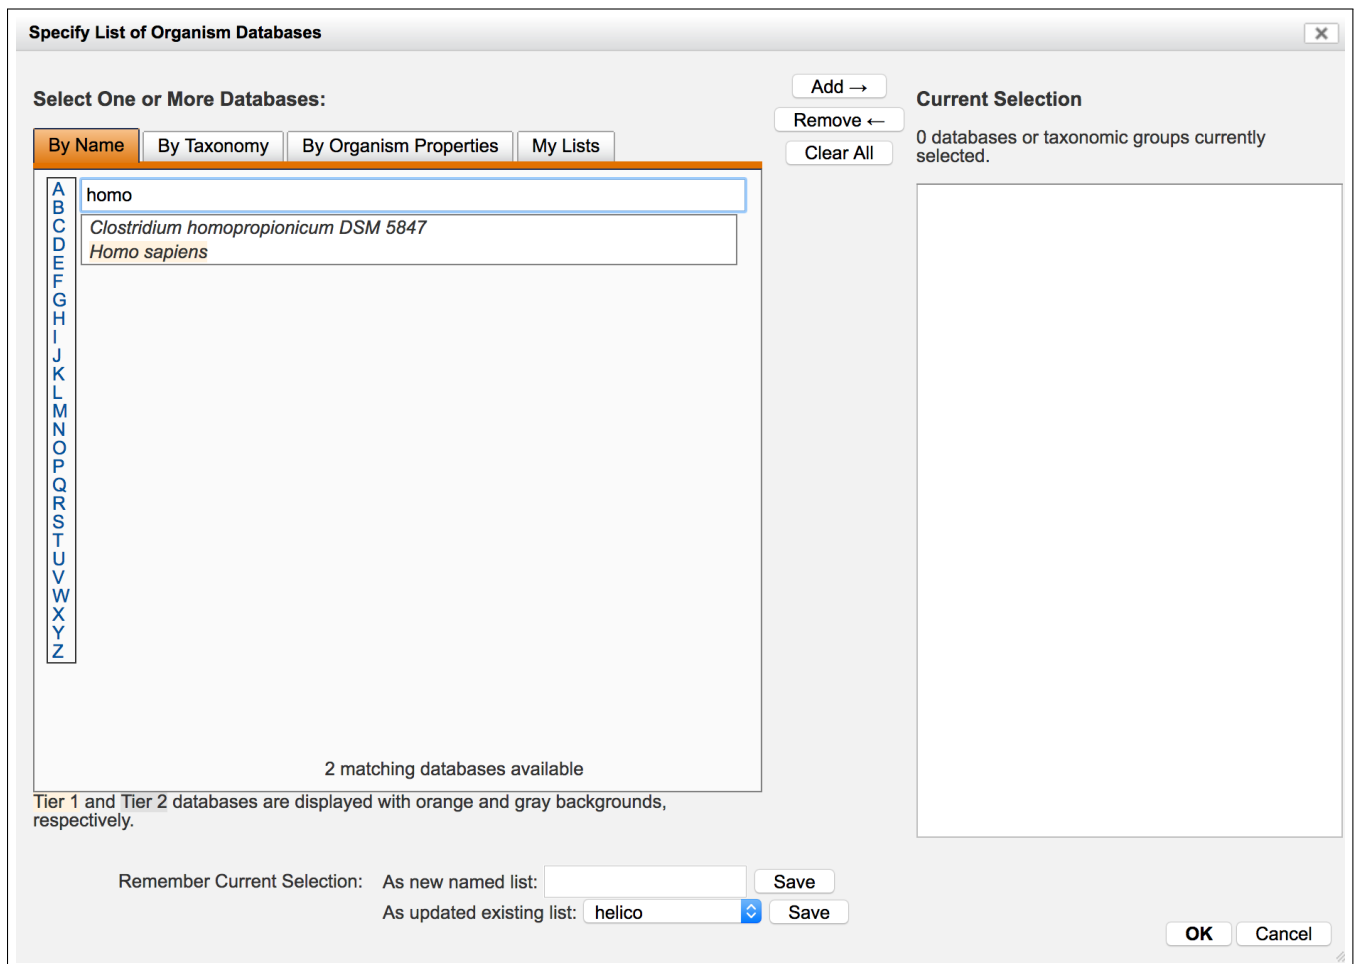 Specify List of Organism Databases
Select One or More Databases:
By Name
By Taxonomy
By Organism Properties
My Lists
A
B
C
D
E
F
G
H
I
J
K
L
M
N
O
P
Q
R
S
T
U
V
W
X
Y
Z
homo
Clostridium homopropionicum DSM 5847
Homo sapiens
2 matching databases available
Tier 1 and Tier 2 databases are displayed with orange and gray backgrounds,
respectively.
Add →
Remove ←
Clear All
Current Selection
0 databases or taxonomic groups currently
selected.
Remember Current Selection:
As new named list:
Save
As updated existing list:
helico
Save
OK
Cancel